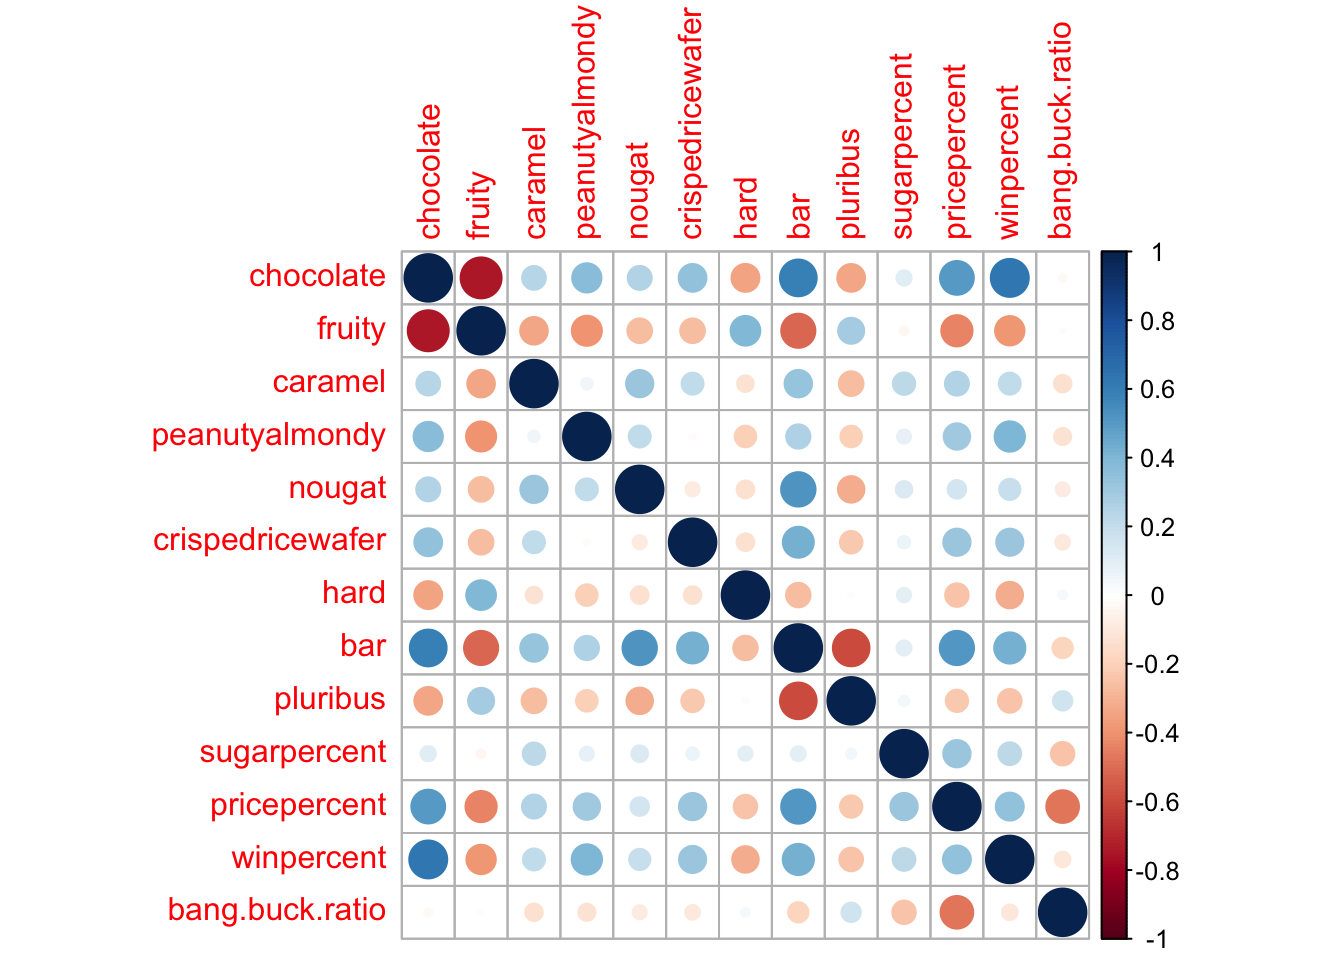 chocolate
fruity
caramel
peanutyalmondy
nougat
crispedricewafer
hard
bar
pluribus
sugarpercent
pricepercent
winpercent
bang.buck.ratio
chocolate
fruity
caramel
peanutyalmondy
nougat
crispedricewafer
hard
bar
pluribus
sugarpercent
pricepercent
winpercent
bang.buck.ratio
1
0.8
0.6
0.4
0.2
0
-0.2
-0.4
-0.6
-0.8
-1